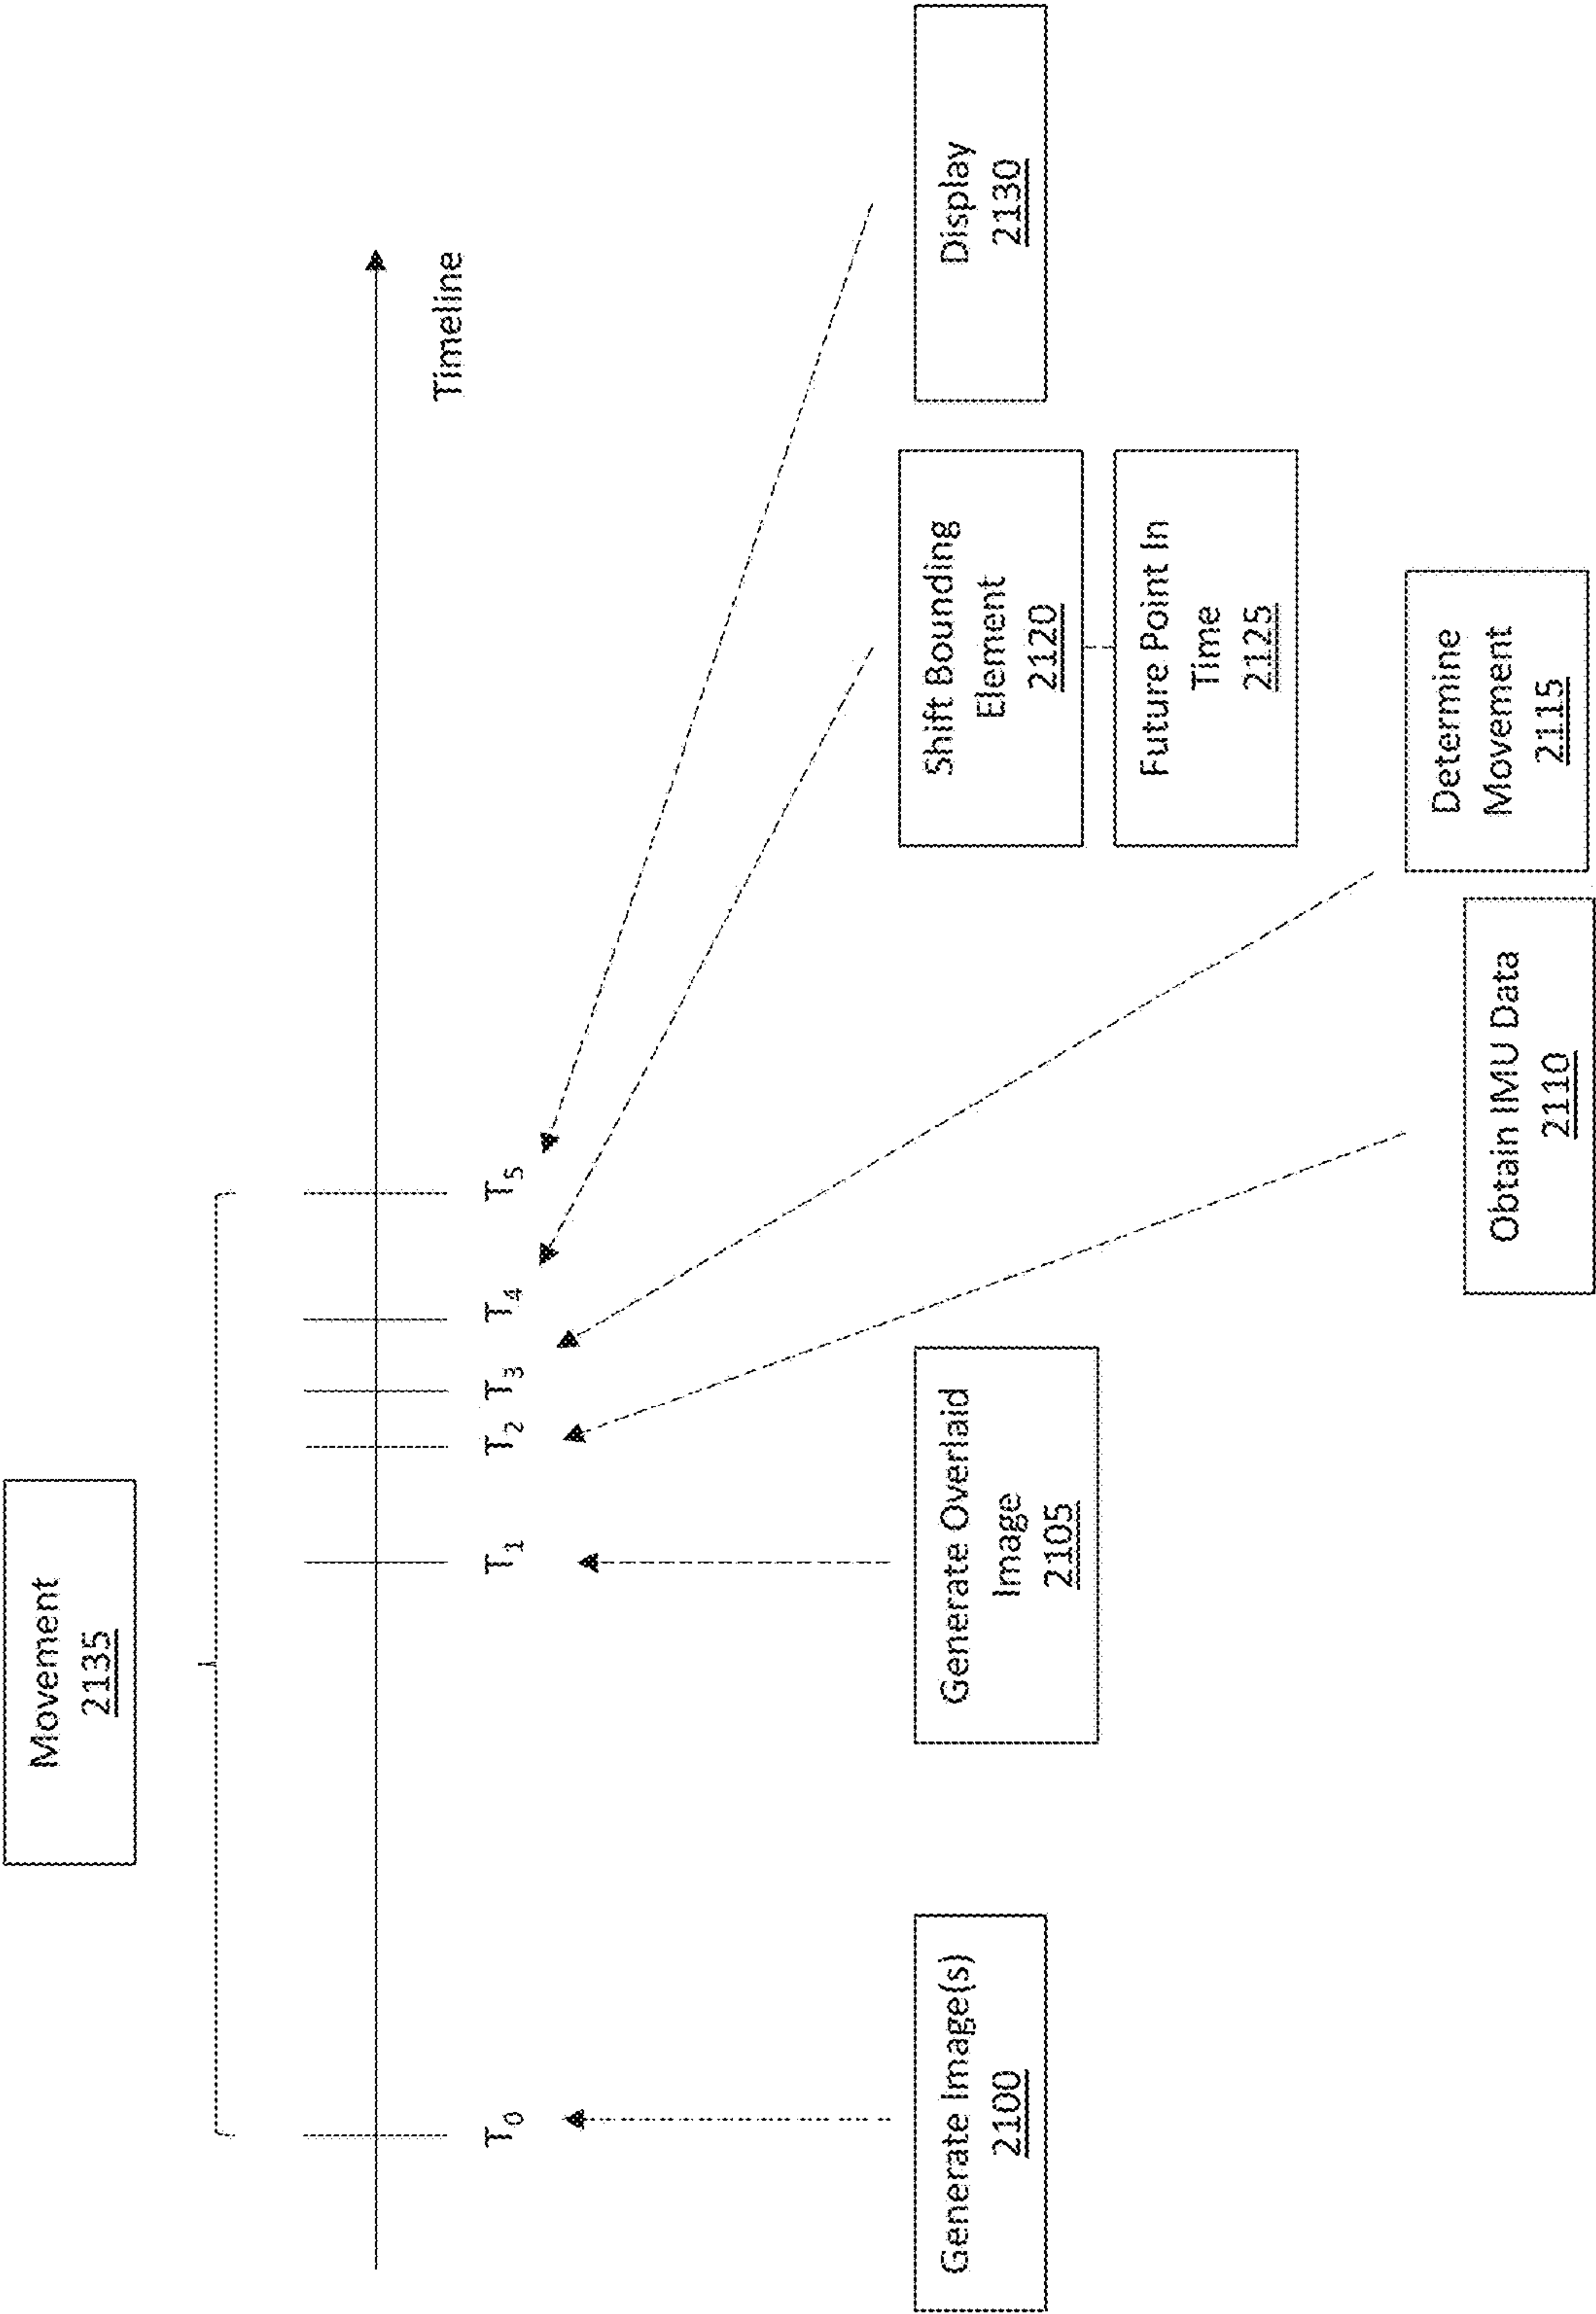 Movement
2135
Timeline
T0
T1
T2
T3
T4
T5
Generate Image(s)
2100
Generate Overlaid
Image
2105
Shift Bounding
Element
2120
Future Point In
Time
2125
Display
2130
Obtain IMU Data
2110
Determine
Movement
2115